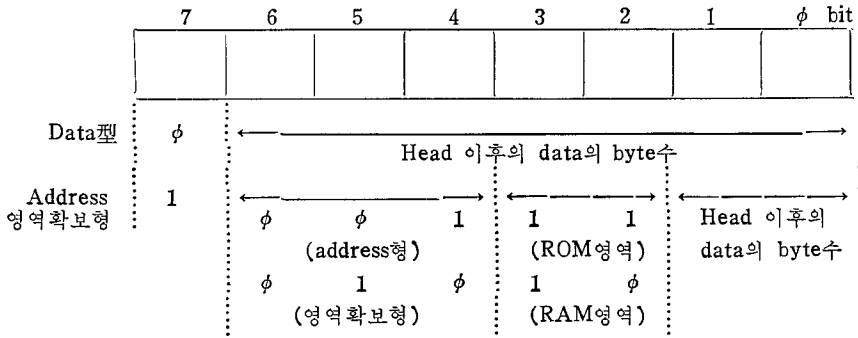 7 6 5 4 3 2 1 φ bit
Data型 φ
Head 이후의 data의 byte수
Address 1
영역확보형 φ φ 1 1 1 Head 이후의
(address형) (ROM영역) data의 byte수
φ 1 φ 1 φ
(영역확보형) (RAM영역)